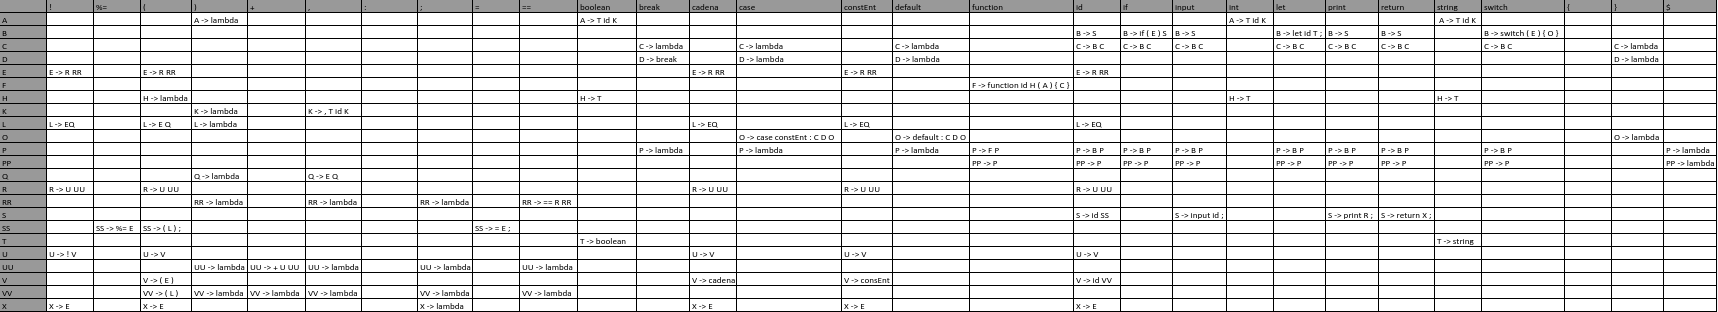 ! %= ( ) + , : ; = == boolean break cadena case constEnt default function id if input int let print return string switch { } $
A A -> lambda A -> T id K A -> T id K A -> T id K
B B -> S B -> if ( E ) S B -> S B -> let id T ; B -> S B -> S B -> switch ( E ) { O }
C C -> lambda C -> lambda C -> lambda C -> B C C -> B C C -> B C C -> B C C -> B C C -> B C C -> B C C -> lambda
D D -> break D -> lambda D -> lambda D -> lambda
E E -> R RR E -> R RR E -> R RR E -> R RR E -> R RR
F F -> function id H ( A ) { C }
H H -> lambda H -> T H -> T H -> T
K K -> lambda K -> , T id K
L L -> EQ L -> E Q L -> lambda L -> EQ L -> EQ L -> EQ
O O -> case constEnt : C D O O -> default : C D O O -> lambda
P P -> lambda P -> lambda P -> lambda P -> F P P -> B P P -> B P P -> B P P -> B P P -> B P P -> B P P -> B P P -> lambda
PP PP -> P PP -> P PP -> P PP -> P PP -> P PP -> P PP -> P PP -> P PP -> lambda
Q Q -> lambda Q -> E Q
R R -> U UU R -> U UU R -> U UU R -> U UU R -> U UU
RR RR -> lambda RR -> lambda RR -> lambda RR -> == R RR
S S -> id SS S -> input id ; S -> print R ; S -> return X ;
SS SS -> %= E SS -> ( L ) ; SS -> = E ;
T T -> boolean T -> string
U U -> ! V U -> V U -> V U -> V U -> V
UU UU -> lambda UU -> + U UU UU -> lambda UU -> lambda UU -> lambda
V V -> ( E ) V -> cadena V -> consEnt V -> id VV
VV VV -> ( L ) VV -> lambda VV -> lambda VV -> lambda VV -> lambda VV -> lambda
X X -> E X -> E X -> lambda X -> E X -> E X -> E